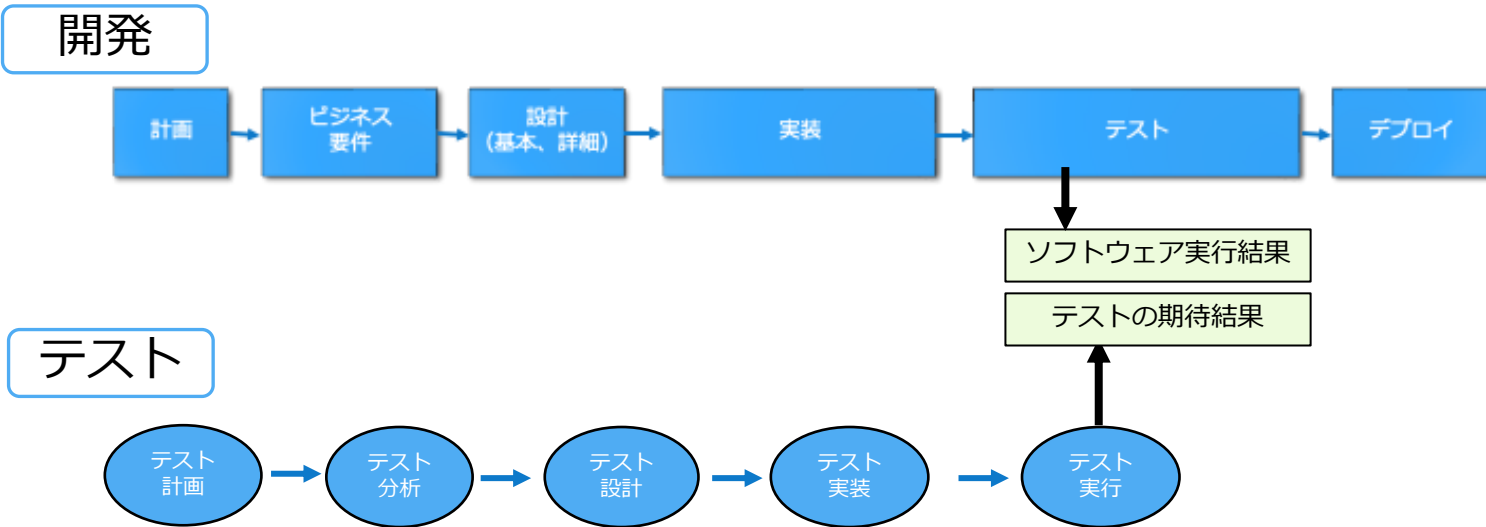 開発
計画
ビジネス
要件
設計
(基本、詳細)
実装
テスト
デプロイ
ソフトウェア実行結果
テストの期待結果
テスト
テスト
計画
テスト
分析
テスト
設計
テスト
実装
テスト
実行